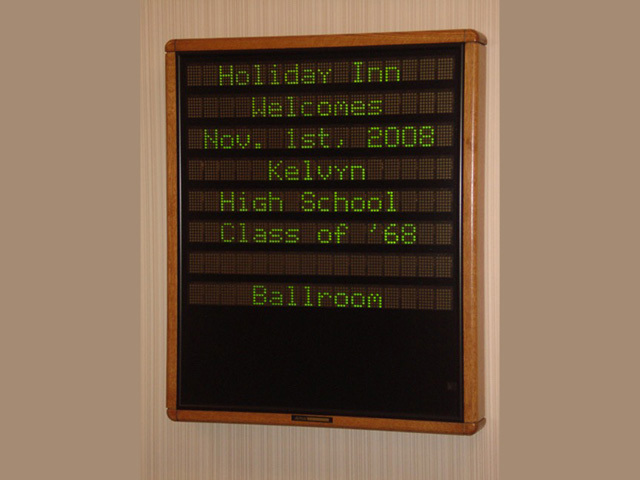 Holiday Inn
Welcomes
Nov. 1st, 2008
Kelvyn
High School
Class of '68
Ballroom